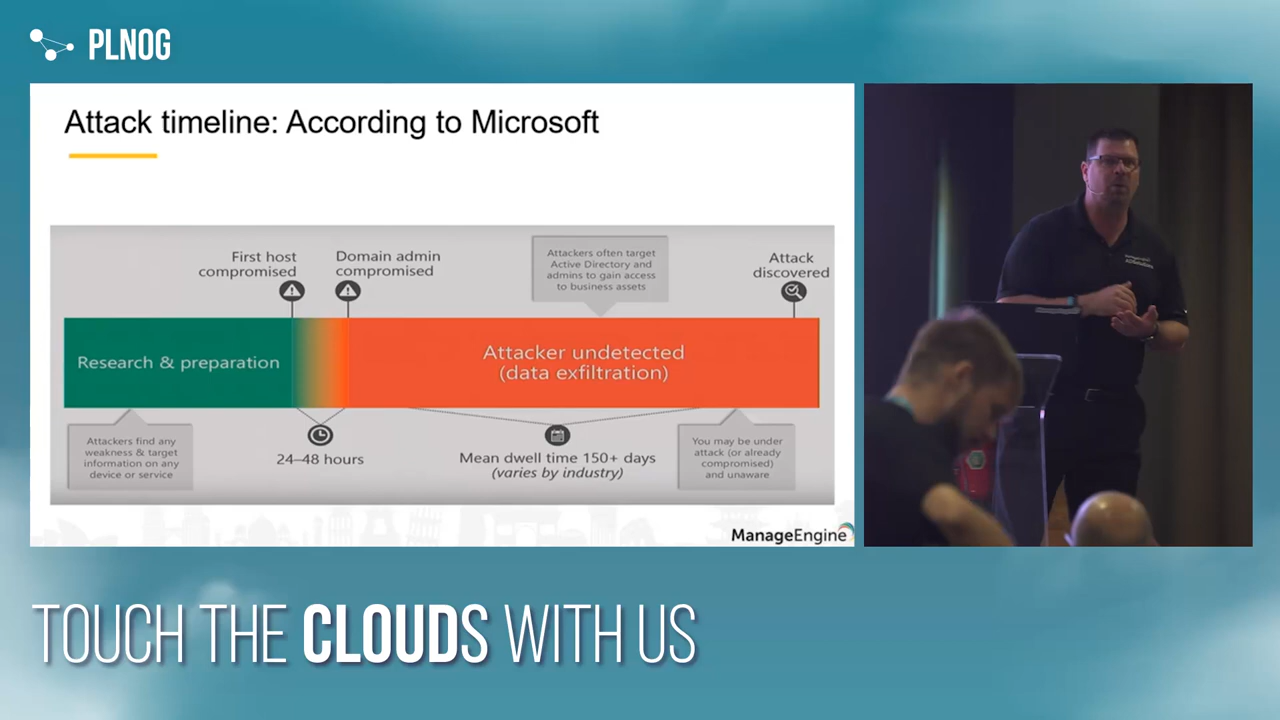 PLNOG
Attack timeline: According to Microsoft
First host
compromised
Domain admin
compromised
Attackers often target
Active Directory and
admins to gain access
to business assets
Attack
discovered
Research & preparation
Attacker undetected
(data exfiltration)
Attackers find any
weakness & target
information on any
device or service
24–48 hours
Mean dwell time 150+ days
(varies by industry)
You may be under
attack (or already
compromised)
and unaware
ManageEngine
TOUCH THE CLOUDS WITH US